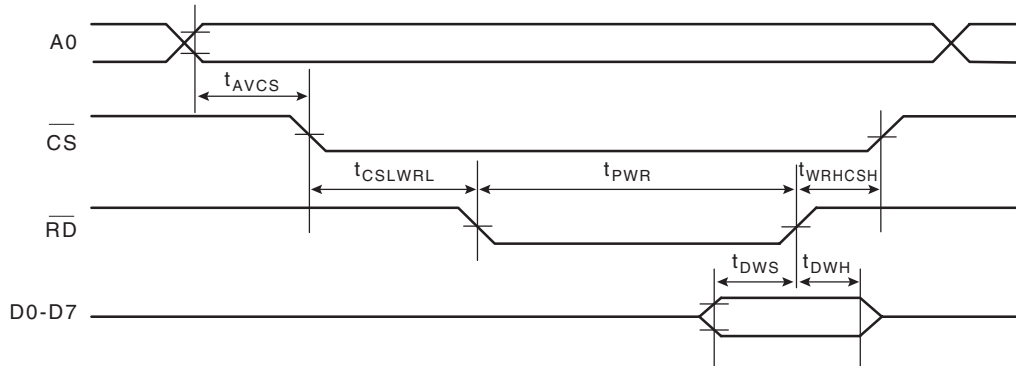 A0
tAVCS
CS
tCSLWRL tPWR tWRHCSH
RD
tDWS tDWH
D0-D7